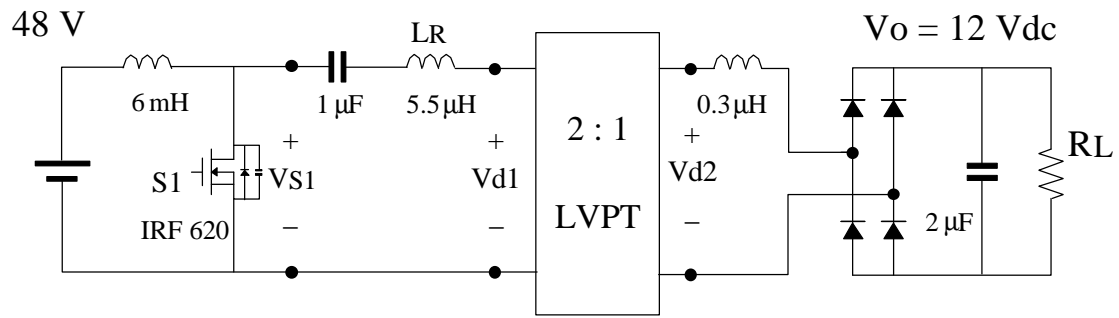 48 V
Vo = 12 Vdc
LR
6 mH
1 μF
5.5 μH
0.3 μH
2 : 1
LVPT
+
S1
VS1
–
IRF 620
+
Vd1
–
+
Vd2
–
2 μF
RL